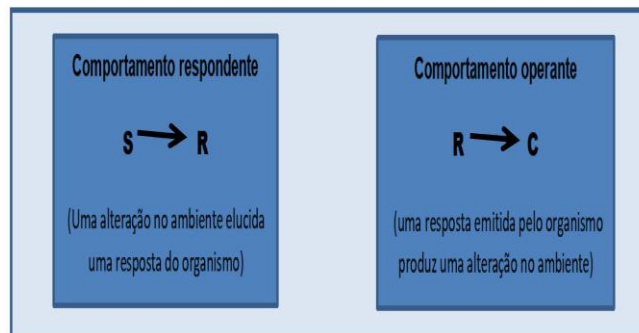 Comportamento respondente
S R
(Uma alteração no ambiente elucida
uma resposta do organismo)
Comportamento operante
R C
(uma resposta emitida pelo organismo
produz uma alteração no ambiente)